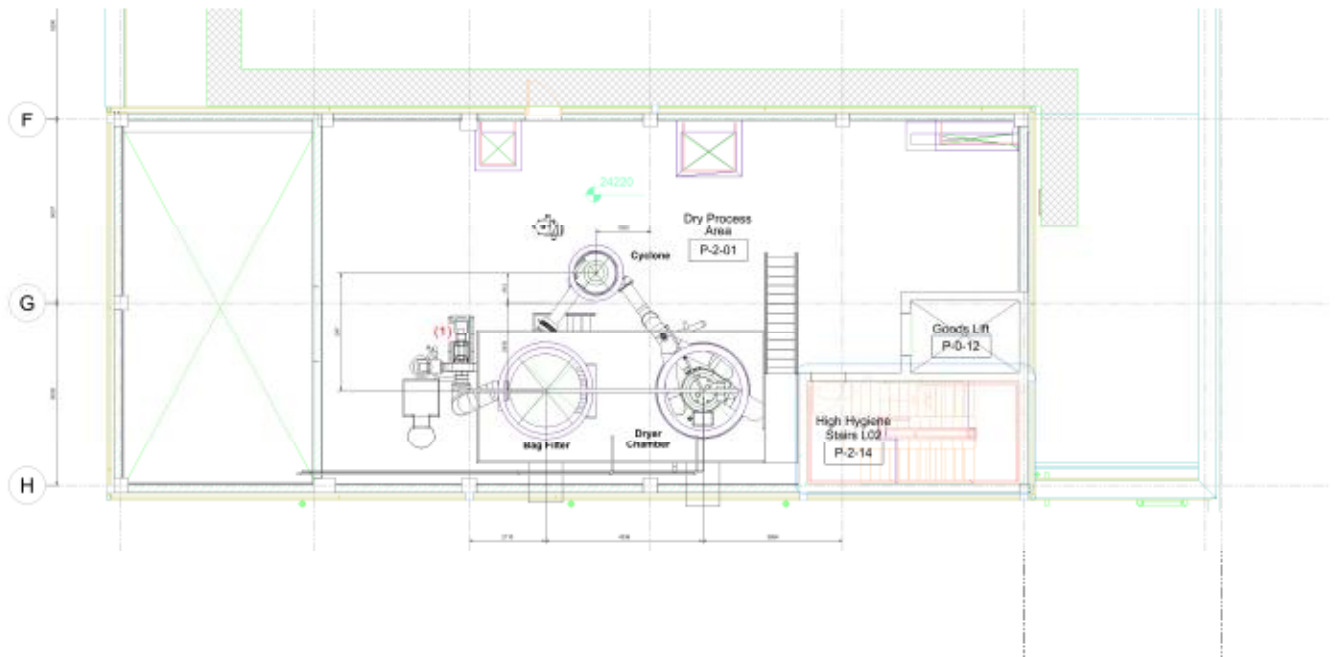 F
24220
Dry Process
Area
P-2-01
Cyclone
G
(1)
Goods Lift
P-0-12
High Hygiene
Stairs L02
P-2-14
Bag Filter
Dryer
Chamber
H